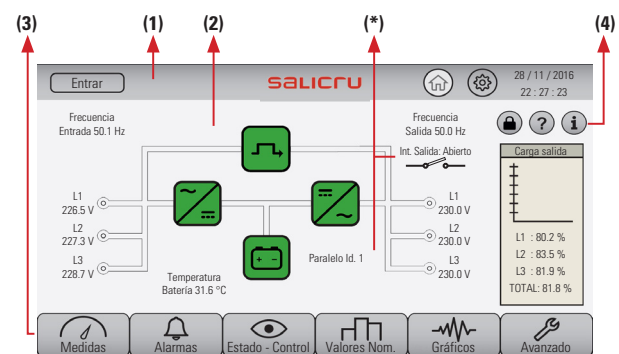 (3) (1) (2) (*) (4)
Entrar
SALICRU
28 / 11 / 2016
22 : 27 : 23
Frecuencia
Entrada 50.1 Hz
Frecuencia
Salida 50.0 Hz
Int. Salida: Abierto
Carga salida
L1
226.5 V
L2
227.3 V
L3
228.7 V
L1
230.0 V
L2
230.0 V
L3
230.0 V
Paralelo Id. 1
Temperatura
Batería 31.6 °C
L1 : 80.2 %
L2 : 83.5 %
L3 : 81.9 %
TOTAL: 81.8 %
Medidas
Alarmas
Estado - Control
Valores Nom.
Gráficos
Avanzado